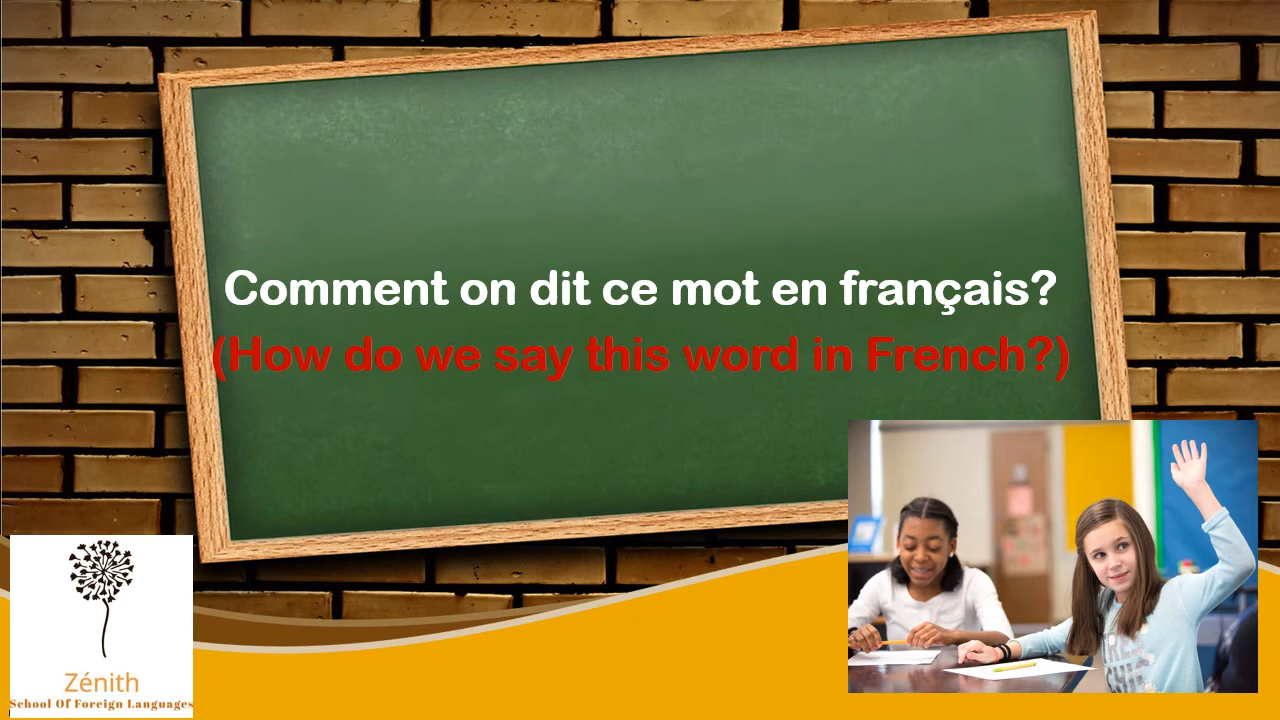 Comment on dit ce mot en français?
(How do we say this word in French?)
Zénith
School Of Foreign Languages